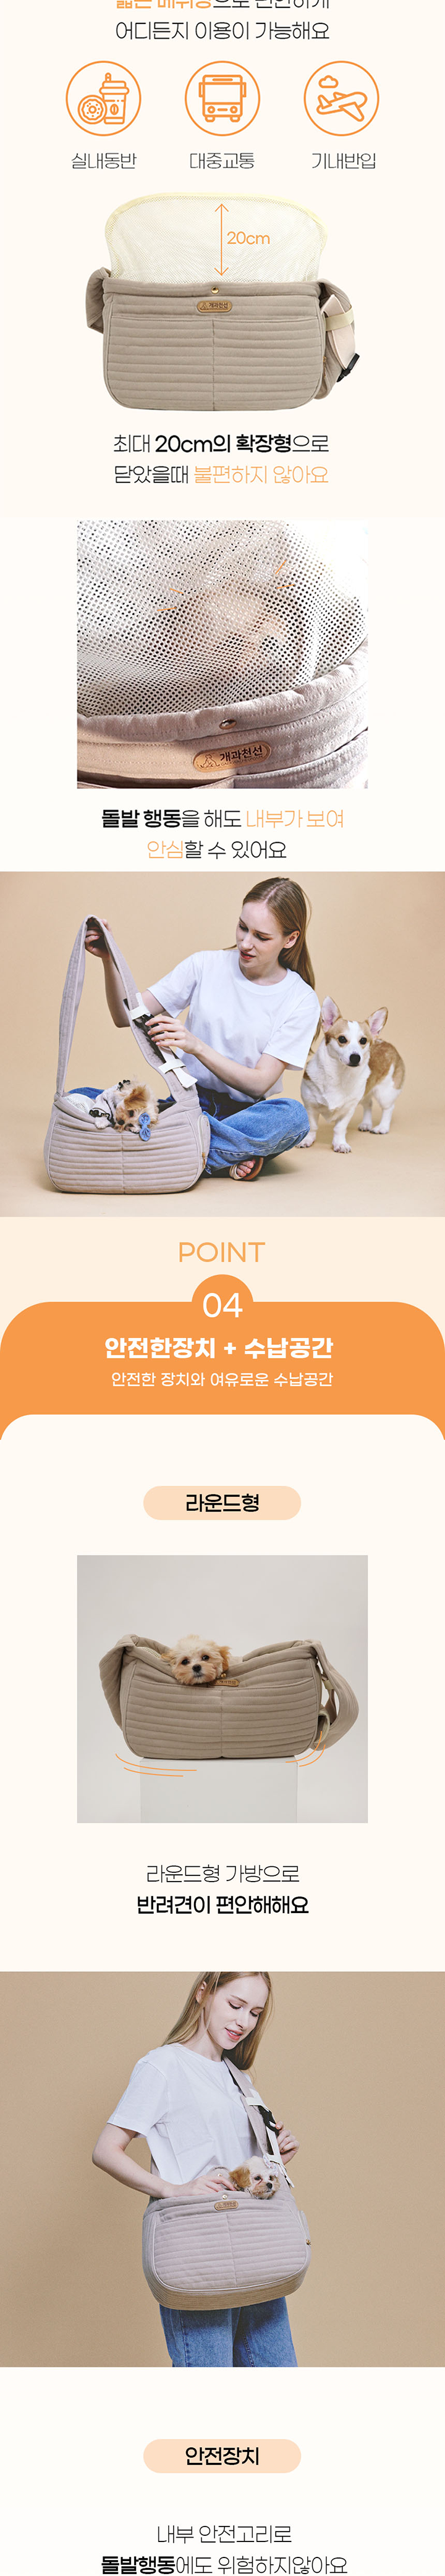 어디든지 이용이 가능해요
실내동반
대중교통
기내반입
20cm
개과천선
최대 20cm의 확장형으로
닫았을때 불편하지 않아요
개과천선
돌발 행동을 해도 내부가 보여
안심할 수 있어요
POINT
04
안전한장치 + 수납공간
안전한 장치와 여유로운 수납공간
라운드형
라운드형 가방으로
반려견이 편안해해요
안전장치
내부 안전고리로
돌발행동에도 위험하지않아요